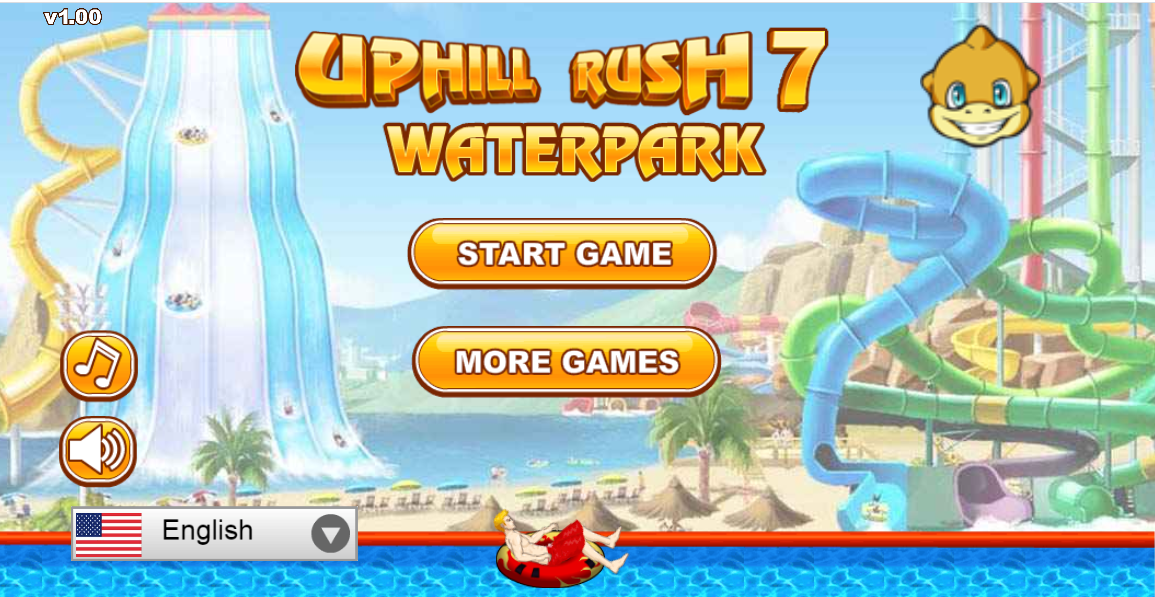 v1.00
UPHILL RUSH 7
WATERPARK
START GAME
MORE GAMES
English